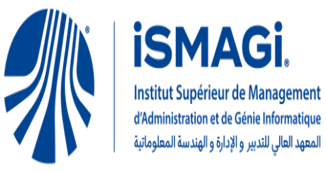 iSMAGi.
Institut Supérieur de Management
d'Administration et de Génie Informatique
المعهد العالي للتدبير و الإدارة و الهندسة المعلوماتية